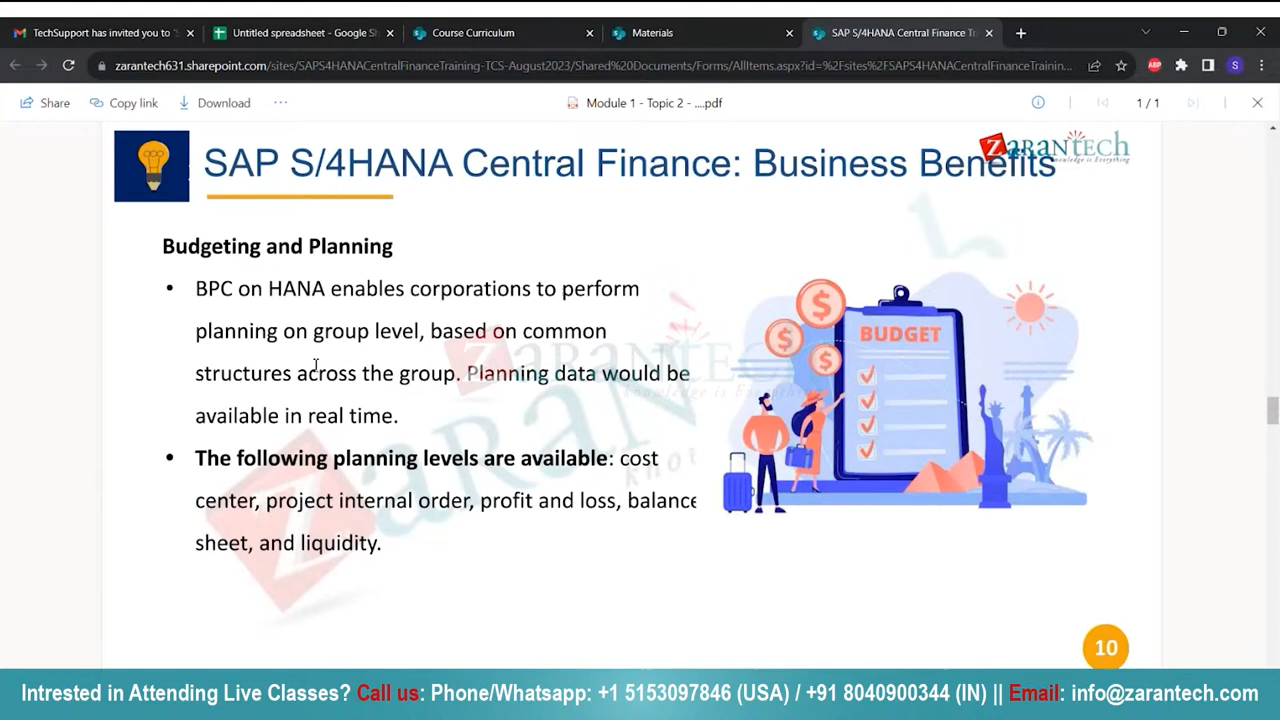 TechSupport has invited you to '
Untitled spreadsheet - Google Sh
Course Curriculum
Materials
SAP S/4HANA Central Finance Tr
zarantech631.sharepoint.com/sites/SAPS4HANACentralFinanceTraining-TCS-August2023/Shared%20Documents/Forms/AllItems.aspx?id=%2Fsites%2FSAPS4HANACentralFinanceTrainin...
ABP
S
Share
Copy link
Download
Module 1 - Topic 2 - ....pdf
1 / 1
SAP S/4HANA Central Finance: Business Benefits
ZARANTECH
Knowledge is Everything
Budgeting and Planning
• BPC on HANA enables corporations to perform
planning on group level, based on common
structures across the group. Planning data would be
available in real time.
• The following planning levels are available: cost
center, project internal order, profit and loss, balance
sheet, and liquidity.
BUDGET
ZARANTECH
10
Intrested in Attending Live Classes? Call us: Phone/Whatsapp: +1 5153097846 (USA) / +91 8040900344 (IN) || Email: info@zarantech.com